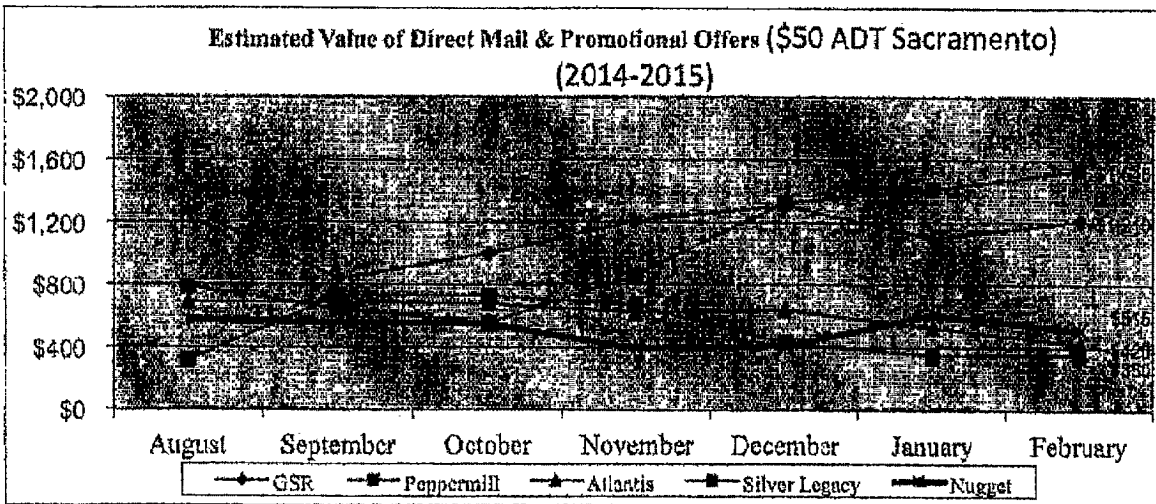 Estimated Value of Direct Mail & Promotional Offers ($50 ADT Sacramento)
(2014-2015)
$2,000
$1,600
$1,200
$800
$400
$0
August September October November December January February
GSR Peppermill Atlantis Silver Legacy Nugget